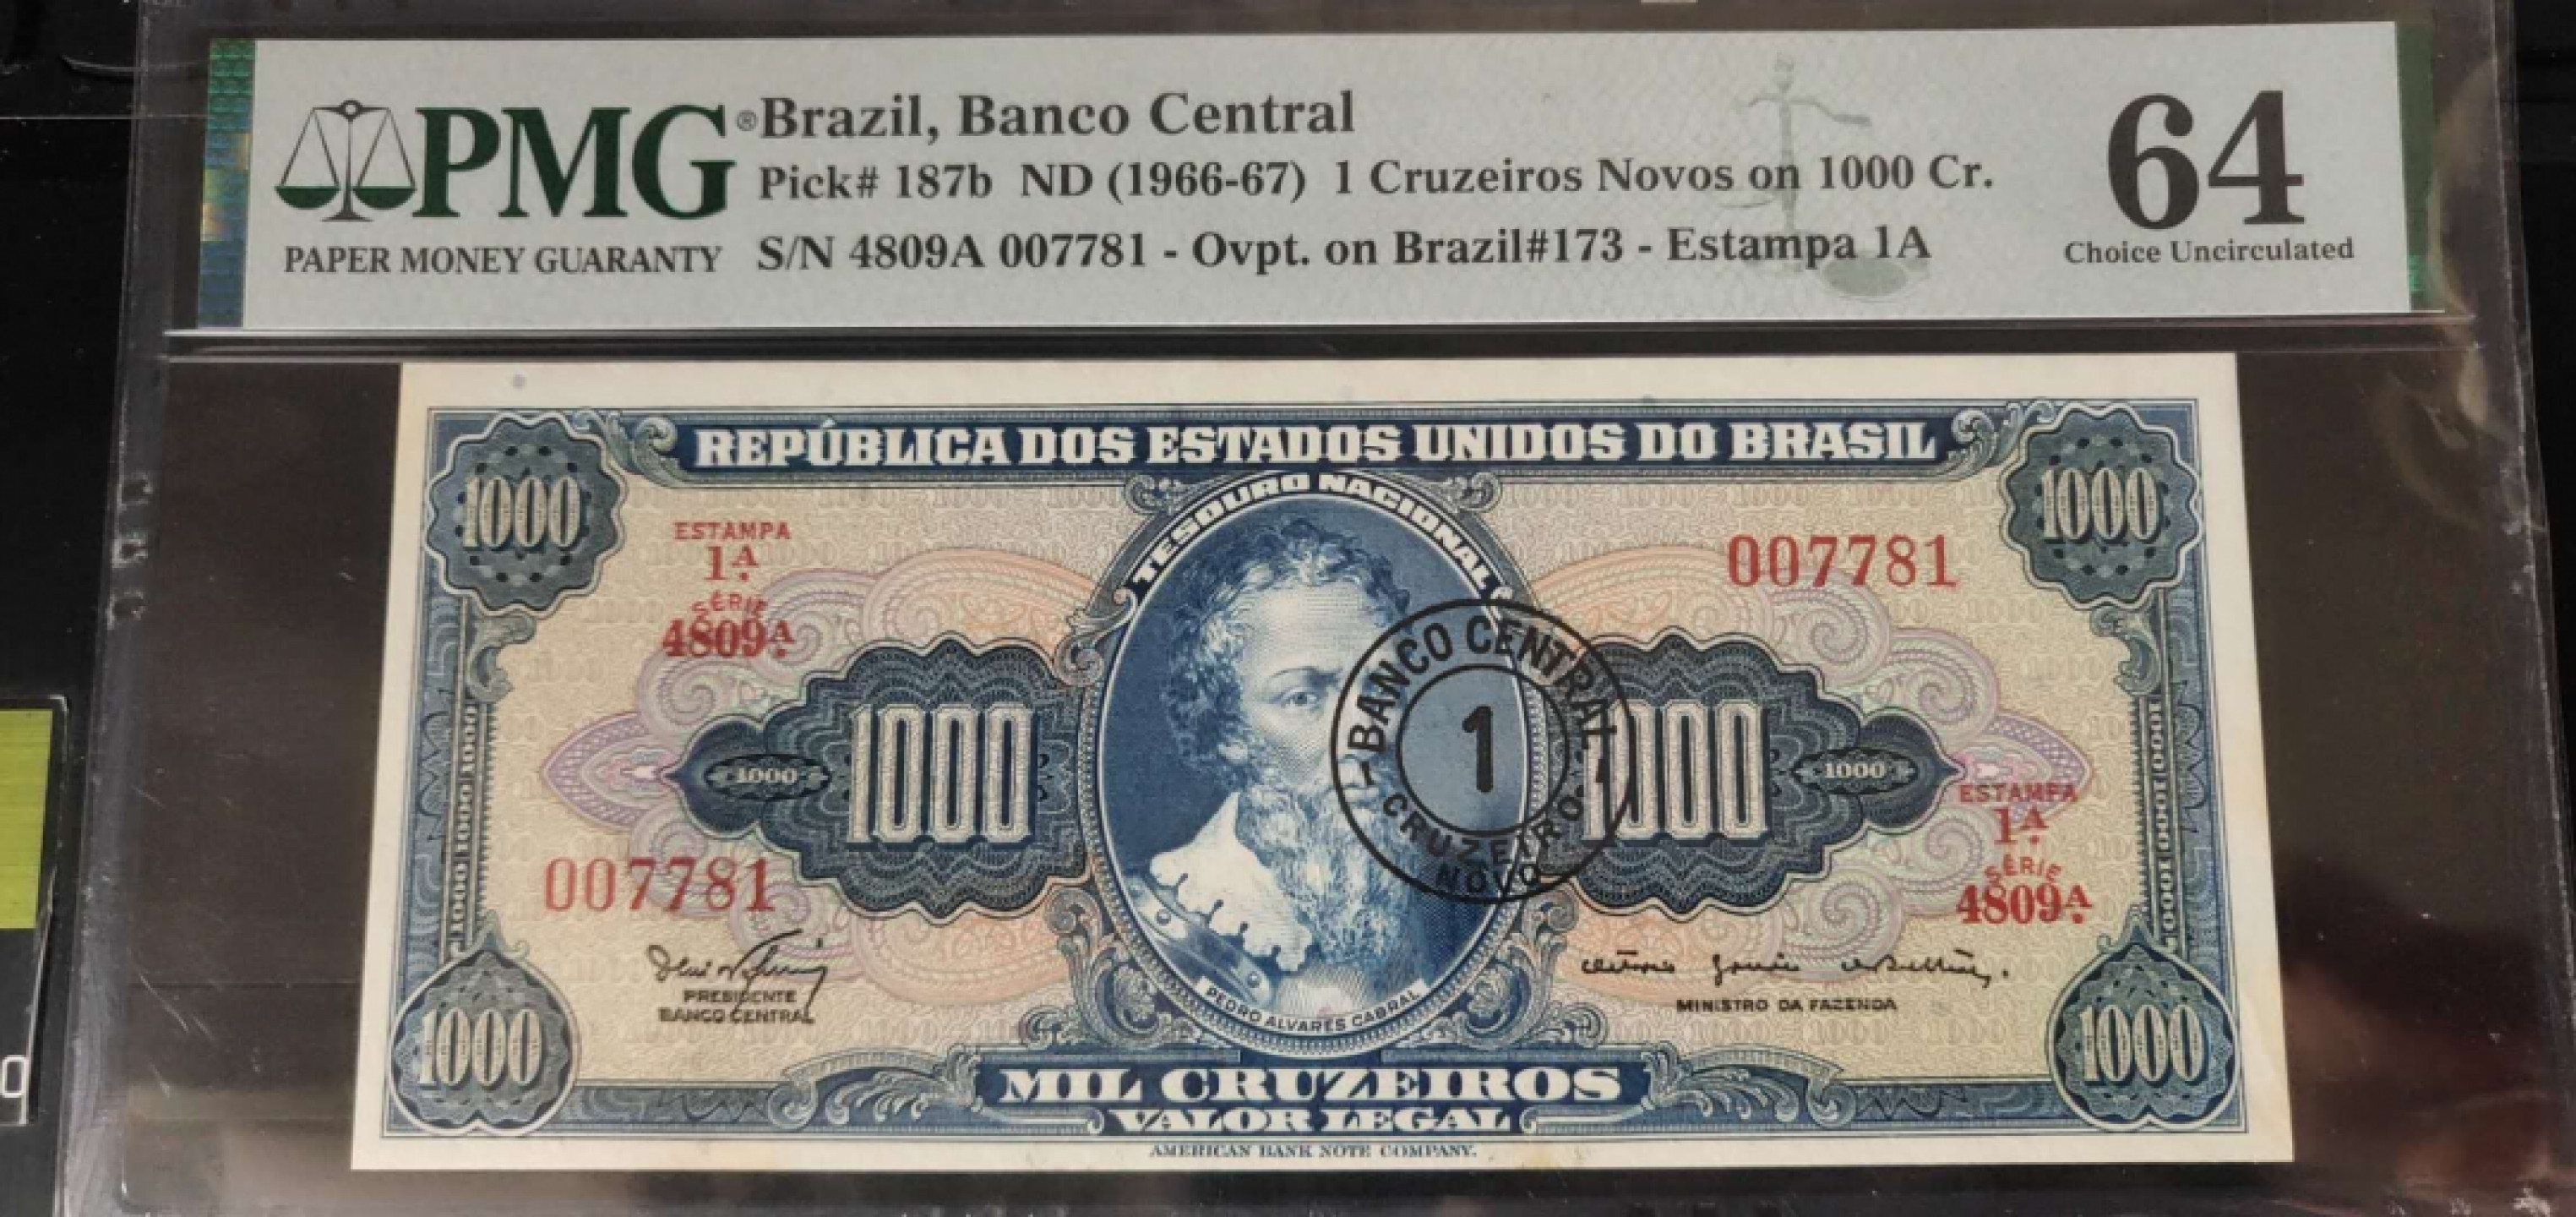 PMG®
PAPER MONEY GUARANTY
Brazil, Banco Central
Pick# 187b ND (1966-67) 1 Cruzeiros Novos on 1000 Cr.
S/N 4809A 007781 - Ovpt. on Brazil#173 - Estampa 1A
64
Choice Uncirculated
REPÚBLICA DOS ESTADOS UNIDOS DO BRASIL
TESOURO NACIONAL
1000
1000
ESTAMPA
1A.
SÉRIE
4809A.
007781
BANCO CENTRAL
1
CRUZEIRO
NOVO
1000
1000
1000
1000
ESTAMPA
1A.
SÉRIE
4809A.
007781
PRESIDENTE
BANCO CENTRAL
PEDRO ALVARES CABRAL
MINISTRO DA FAZENDA
1000
1000
MIL CRUZEIROS
VALOR LEGAL
AMERICAN BANK NOTE COMPANY.